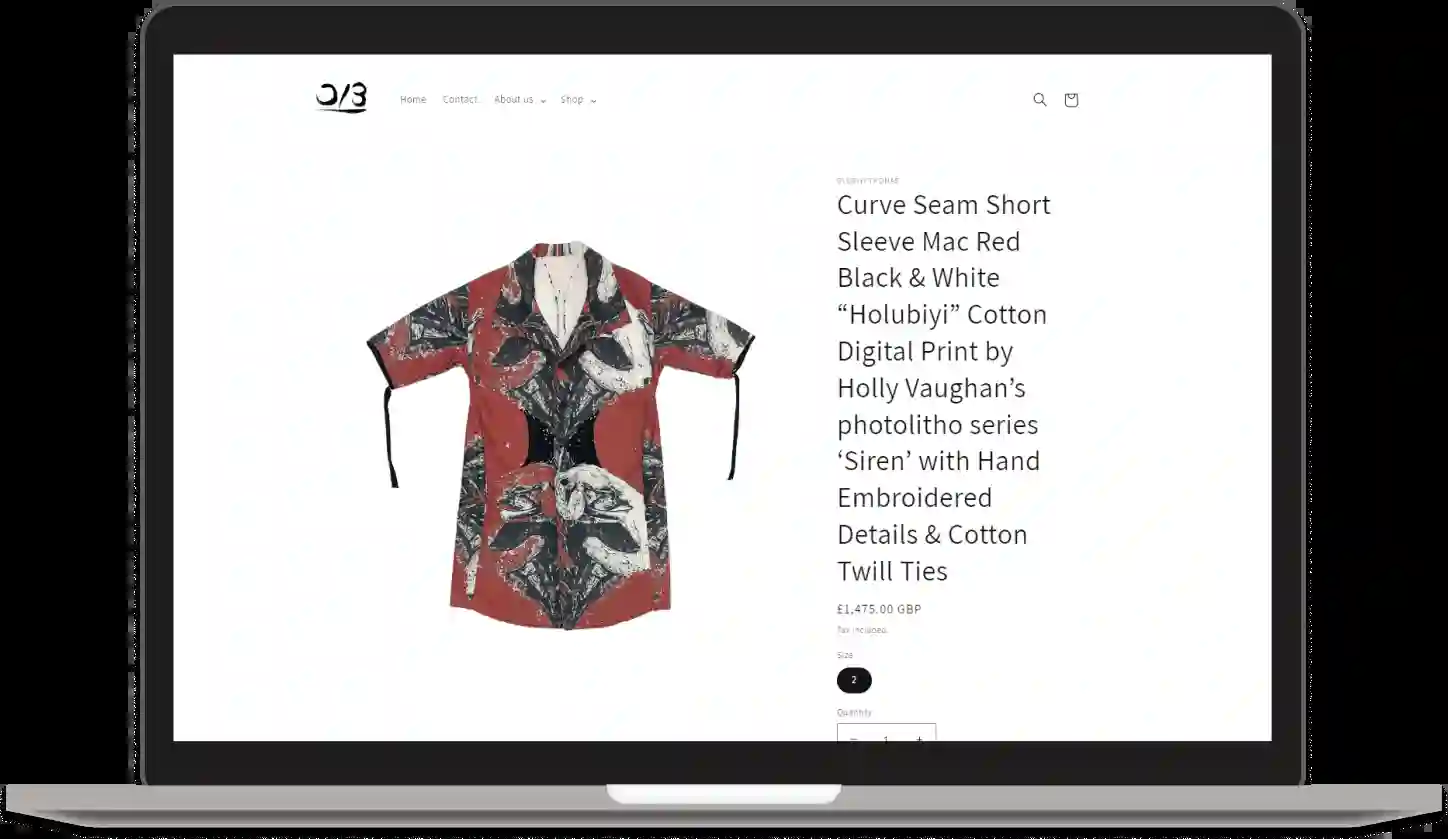 Home Contact About us Shop
Curve Seam Short
Sleeve Mac Red
Black & White
“Holubiyi” Cotton
Digital Print by
Holly Vaughan’s
photolitho series
‘Siren’ with Hand
Embroidered
Details & Cotton
Twill Ties
£1,475.00 GBP
Tax included.
Size
2
Quantity
− 1 +